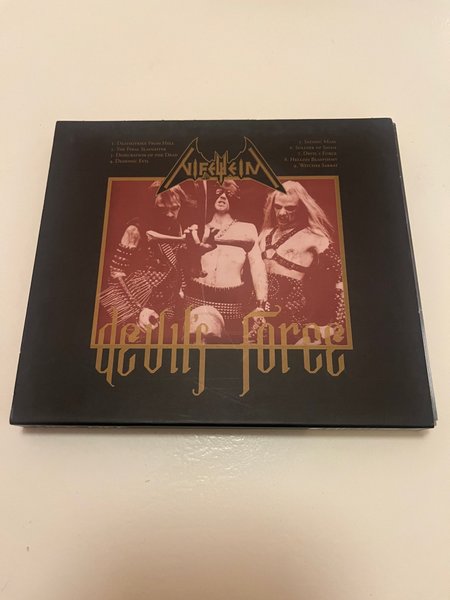 NIFELHEIM
1. Deathstrike From Hell
2. The Final Slaughter
3. Desecration of the Dead
4. Demonic Evil
5. Satanic Mass
6. Soldier of Satan
7. Devil's Force
8. Hellish Blasphemy
9. Witches Sabbat
devil's force